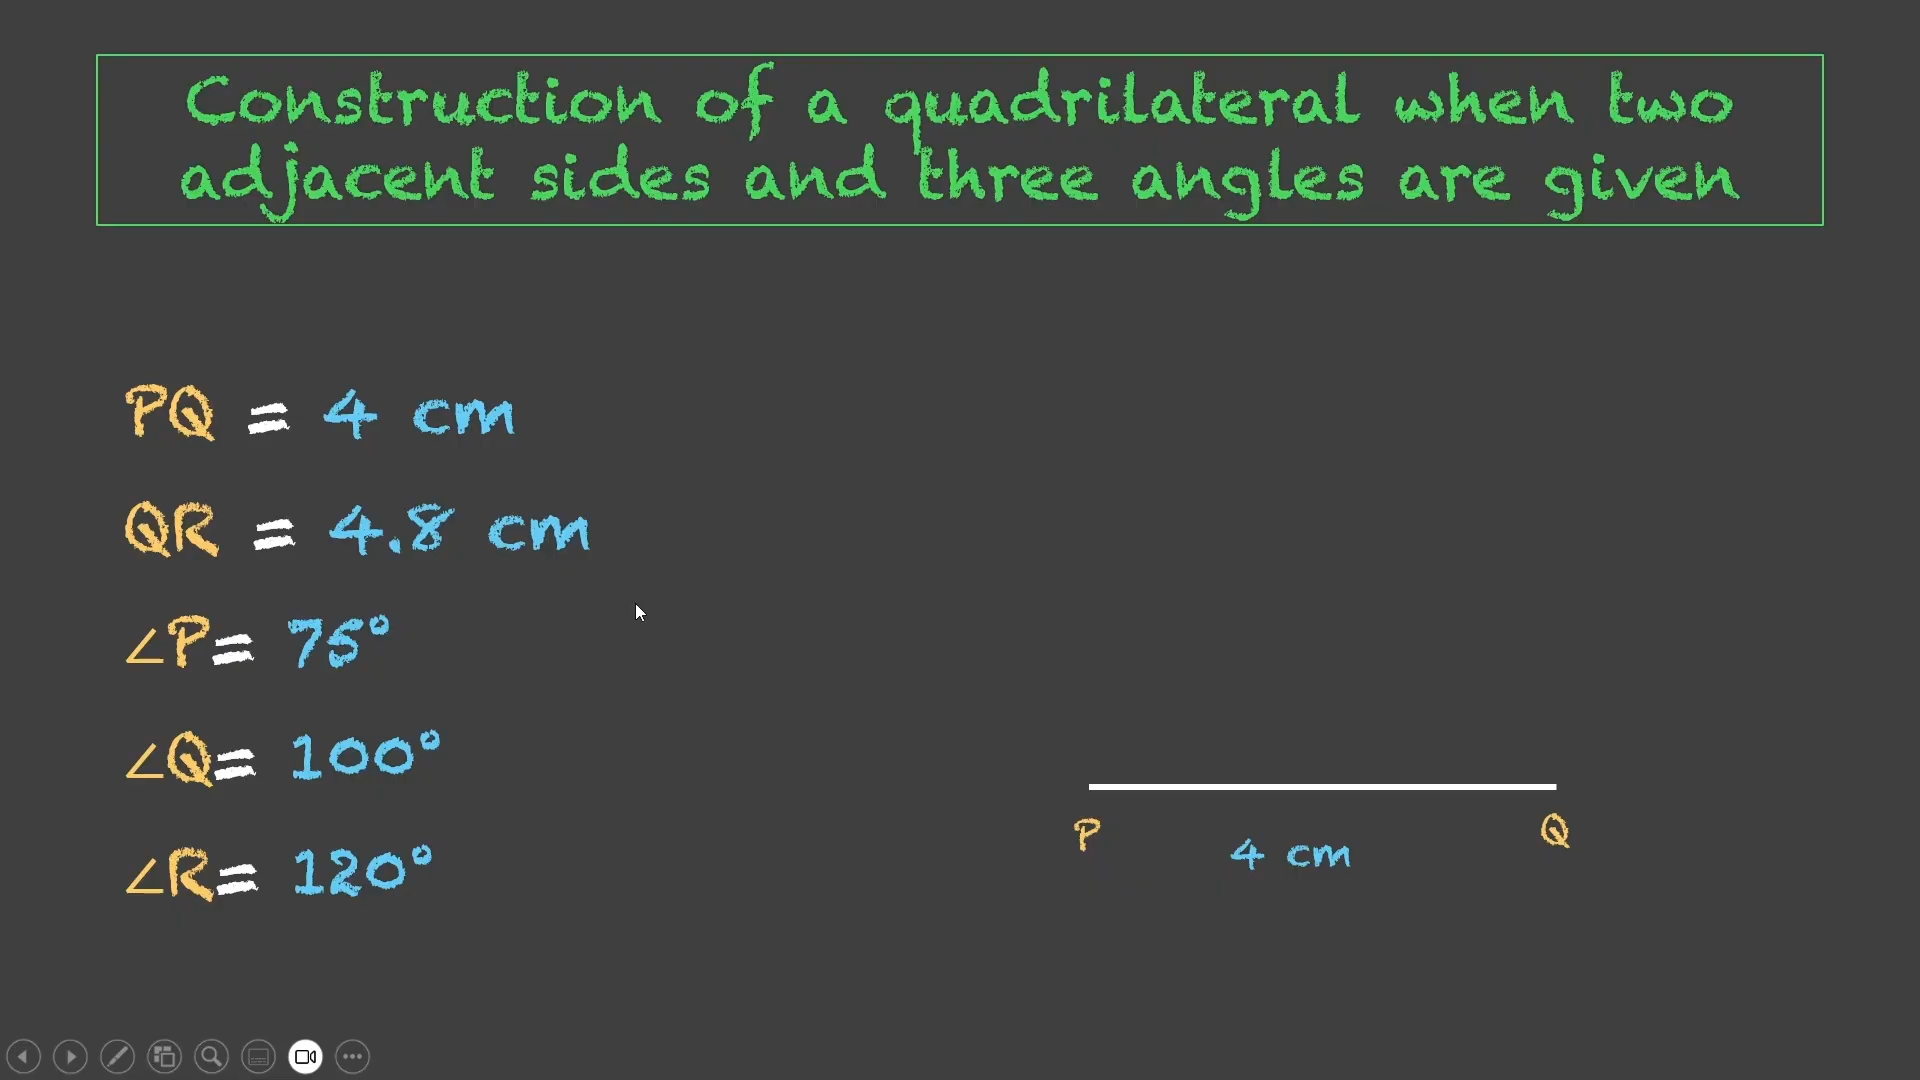 Construction of a quadrilateral when two
adjacent sides and three angles are given
PQ = 4 cm
QR = 4.8 cm
∠P= 75°
∠Q= 100°
∠R= 120°
P
Q
4 cm